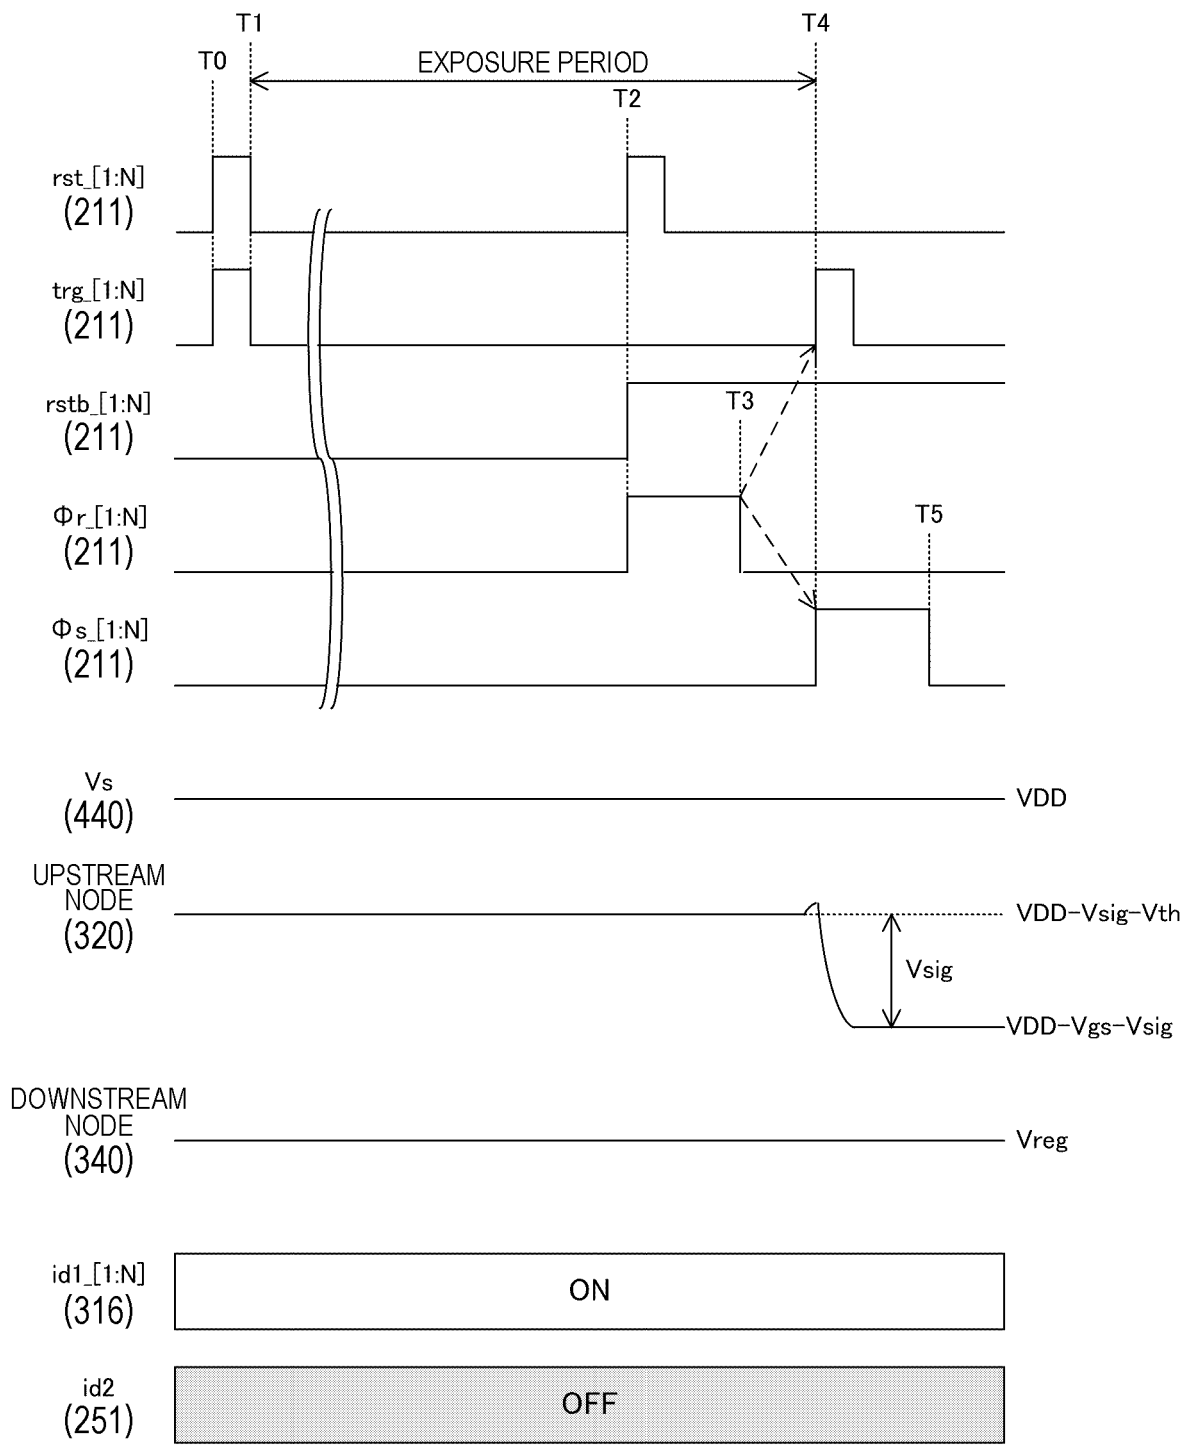 T1
T4
T0
EXPOSURE PERIOD
T2
rst_[1:N]
(211)
trg_[1:N]
(211)
rstb_[1:N]
(211)
T3
Φr_[1:N]
(211)
T5
Φs_[1:N]
(211)
Vs
(440)
VDD
UPSTREAM
NODE
(320)
VDD-Vsig-Vth
Vsig
VDD-Vgs-Vsig
DOWNSTREAM
NODE
(340)
Vreg
id1_[1:N]
(316)
ON
id2
(251)
OFF